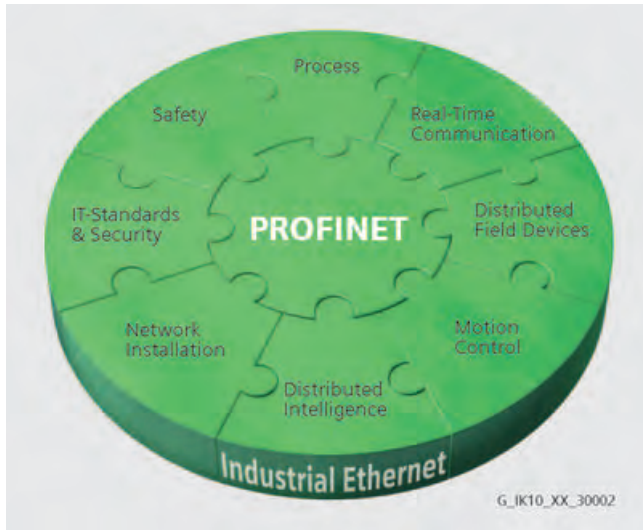 Process
Real-Time
Communication
Safety
IT-Standards
& Security
PROFINET
Distributed
Field Devices
Network
Installation
Motion
Control
Distributed
Intelligence
Industrial Ethernet
G_IK10_XX_30002